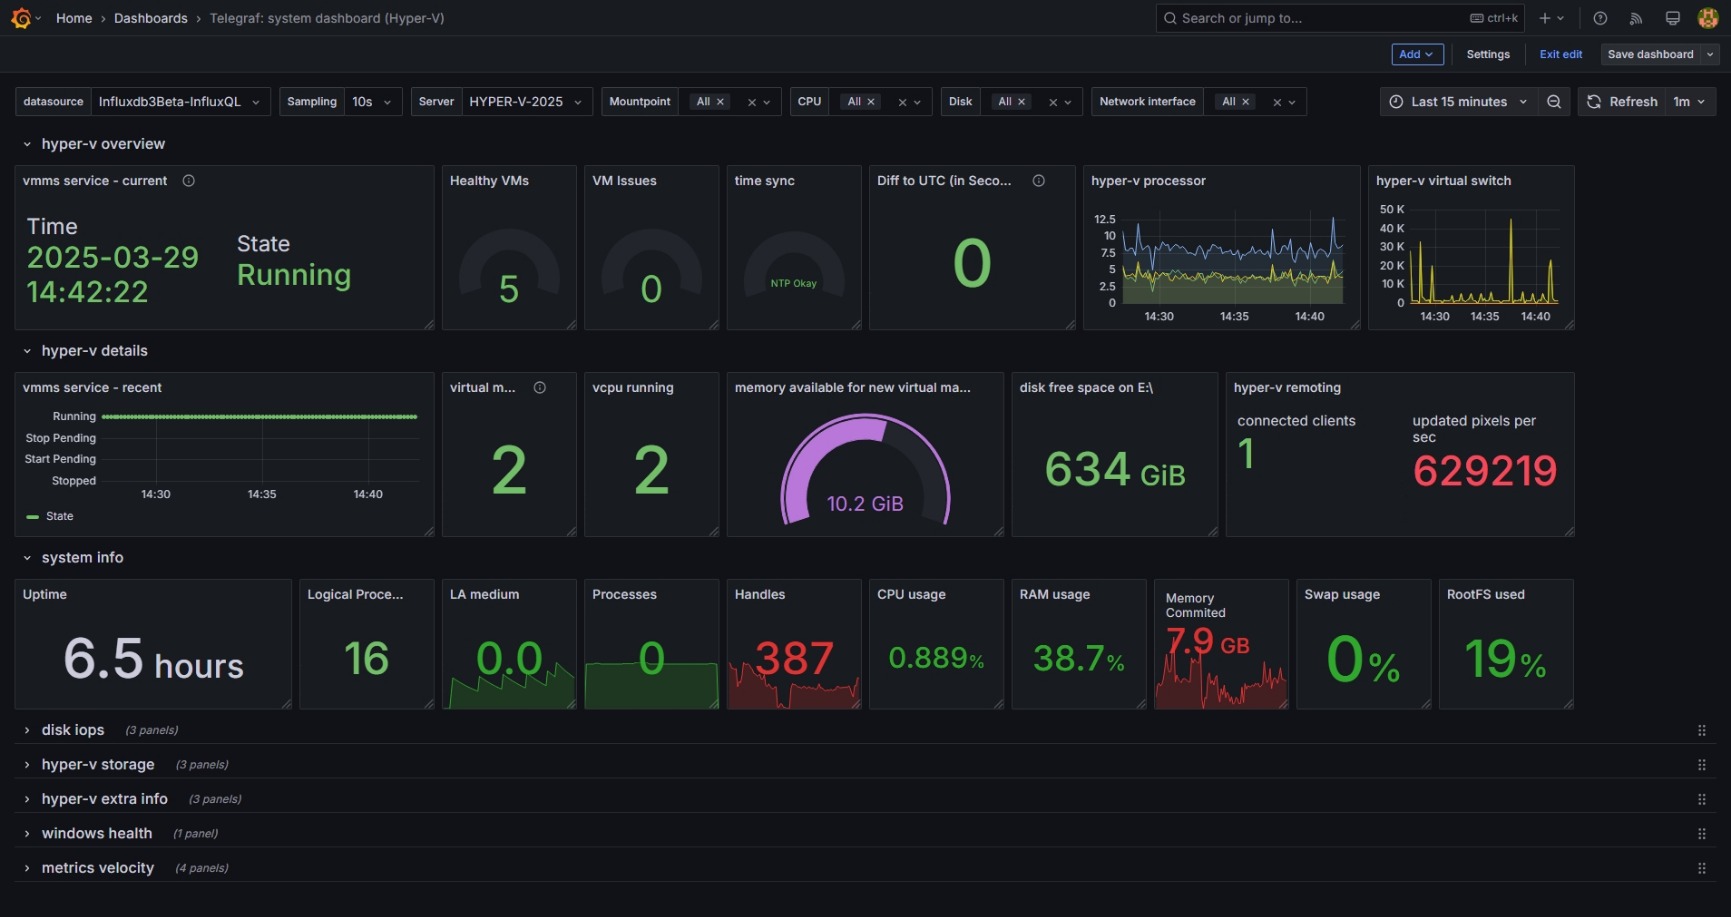 Home › Dashboards › Telegraf: system dashboard (Hyper-V)
Search or jump to... ctrl+k
Add Settings Exit edit Save dashboard
datasource Influxdb3Beta-InfluxQL Sampling 10s Server HYPER-V-2025 Mountpoint All CPU All Disk All Network interface All Last 15 minutes Refresh 1m
hyper-v overview
vmms service - current
Time
2025-03-29
14:42:22
State
Running
Healthy VMs
5
VM Issues
0
time sync
NTP Okay
Diff to UTC (in Seco...
0
hyper-v processor
12.5
10
7.5
5
2.5
0
14:30 14:35 14:40
hyper-v virtual switch
50 K
40 K
30 K
20 K
10 K
0
14:30 14:35 14:40
hyper-v details
vmms service - recent
Running
Stop Pending
Start Pending
Stopped
14:30 14:35 14:40
State
virtual m...
2
vcpu running
2
memory available for new virtual ma...
10.2 GiB
disk free space on E:\
634 GiB
hyper-v remoting
connected clients
1
updated pixels per
sec
629219
system info
Uptime
6.5 hours
Logical Proce...
16
LA medium
0.0
Processes
0
Handles
387
CPU usage
0.889%
RAM usage
38.7%
Memory
Commited
7.9 GB
Swap usage
0%
RootFS used
19%
disk iops (3 panels)
hyper-v storage (3 panels)
hyper-v extra info (3 panels)
windows health (1 panel)
metrics velocity (4 panels)